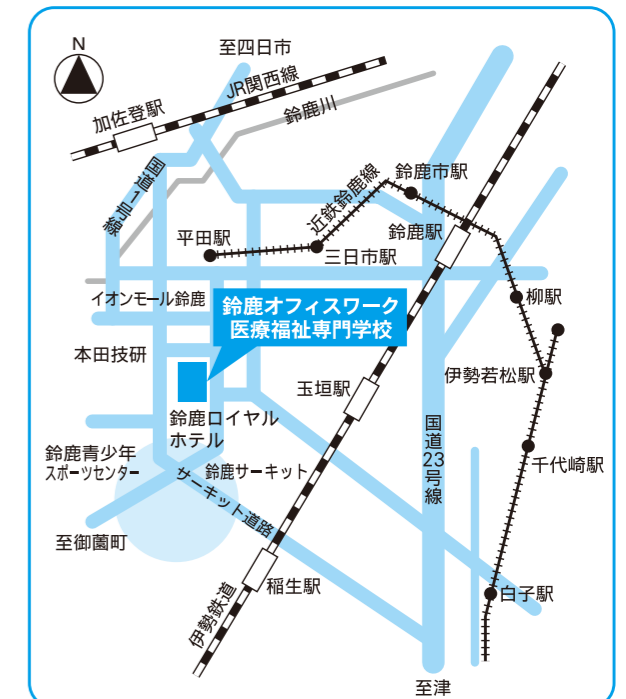 N
至四日市
JR関西線
加佐登駅
鈴鹿川
国道1号線
近鉄鈴鹿線
鈴鹿市駅
平田駅
三日市駅
鈴鹿駅
イオンモール鈴鹿
鈴鹿オフィスワーク
医療福祉専門学校
柳駅
本田技研
玉垣駅
伊勢若松駅
鈴鹿ロイヤル
ホテル
国道23号線
鈴鹿青少年
スポーツセンター
鈴鹿サーキット
サーキット道路
千代崎駅
至御薗町
稲生駅
白子駅
伊勢鉄道
至津